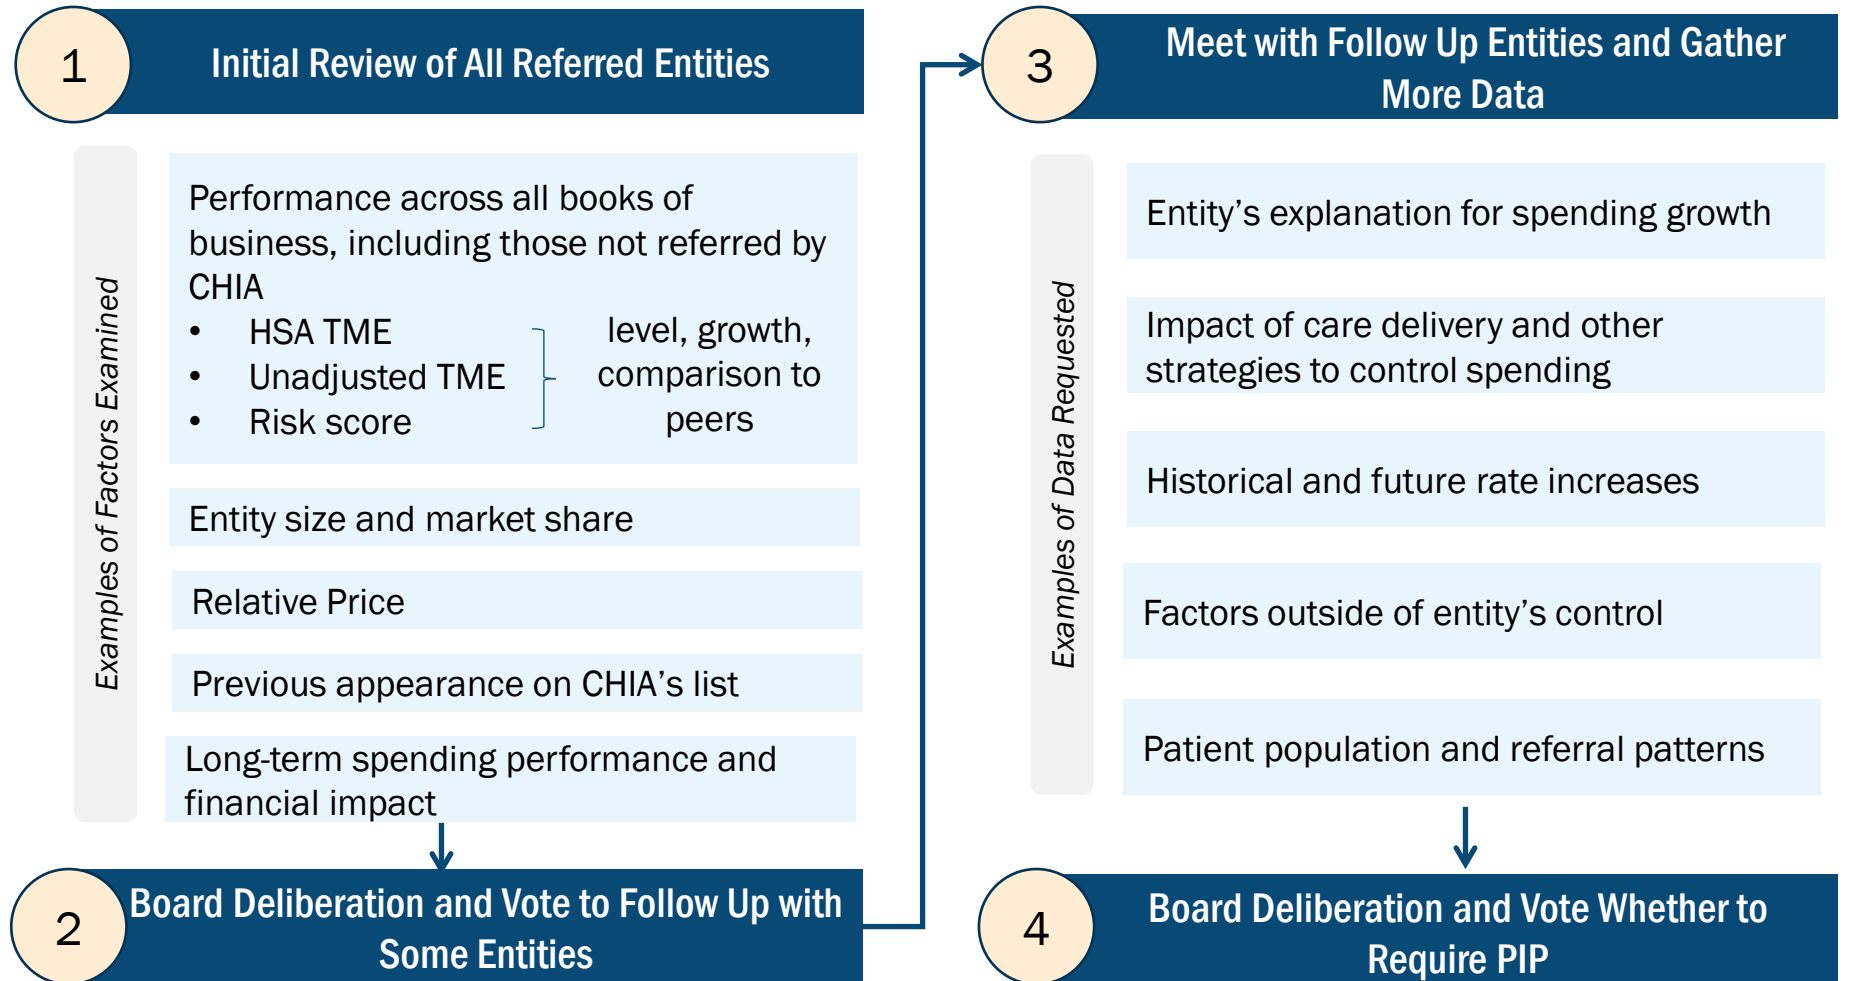 1
Initial Review of All Referred Entities
Examples of Factors Examined
Performance across all books of
business, including those not referred by
CHIA
• HSA TME
• Unadjusted TME
• Risk score
level, growth,
comparison to
peers
Entity size and market share
Relative Price
Previous appearance on CHIA's list
Long-term spending performance and
financial impact
2
Board Deliberation and Vote to Follow Up with
Some Entities
3
Meet with Follow Up Entities and Gather
More Data
Examples of Data Requested
Entity's explanation for spending growth
Impact of care delivery and other
strategies to control spending
Historical and future rate increases
Factors outside of entity's control
Patient population and referral patterns
4
Board Deliberation and Vote Whether to
Require PIP